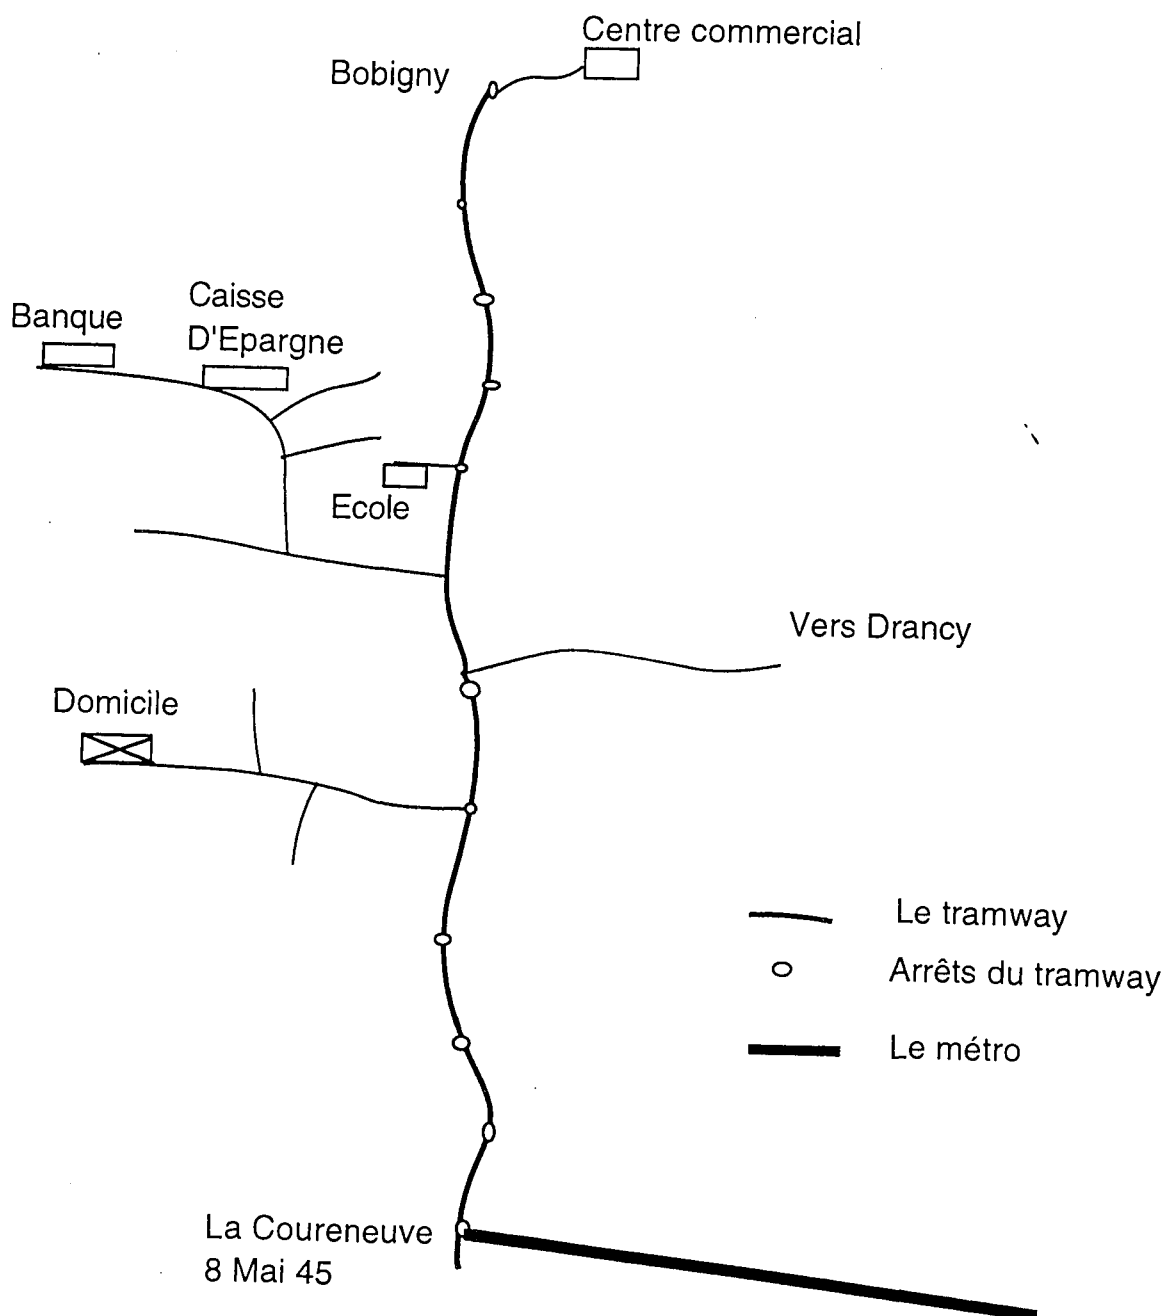 Centre commercial
Bobigny
Caisse
D'Epargne
Banque
Ecole
Vers Drancy
Domicile
Le tramway
Arrêts du tramway
Le métro
La Coureneuve
8 Mai 45